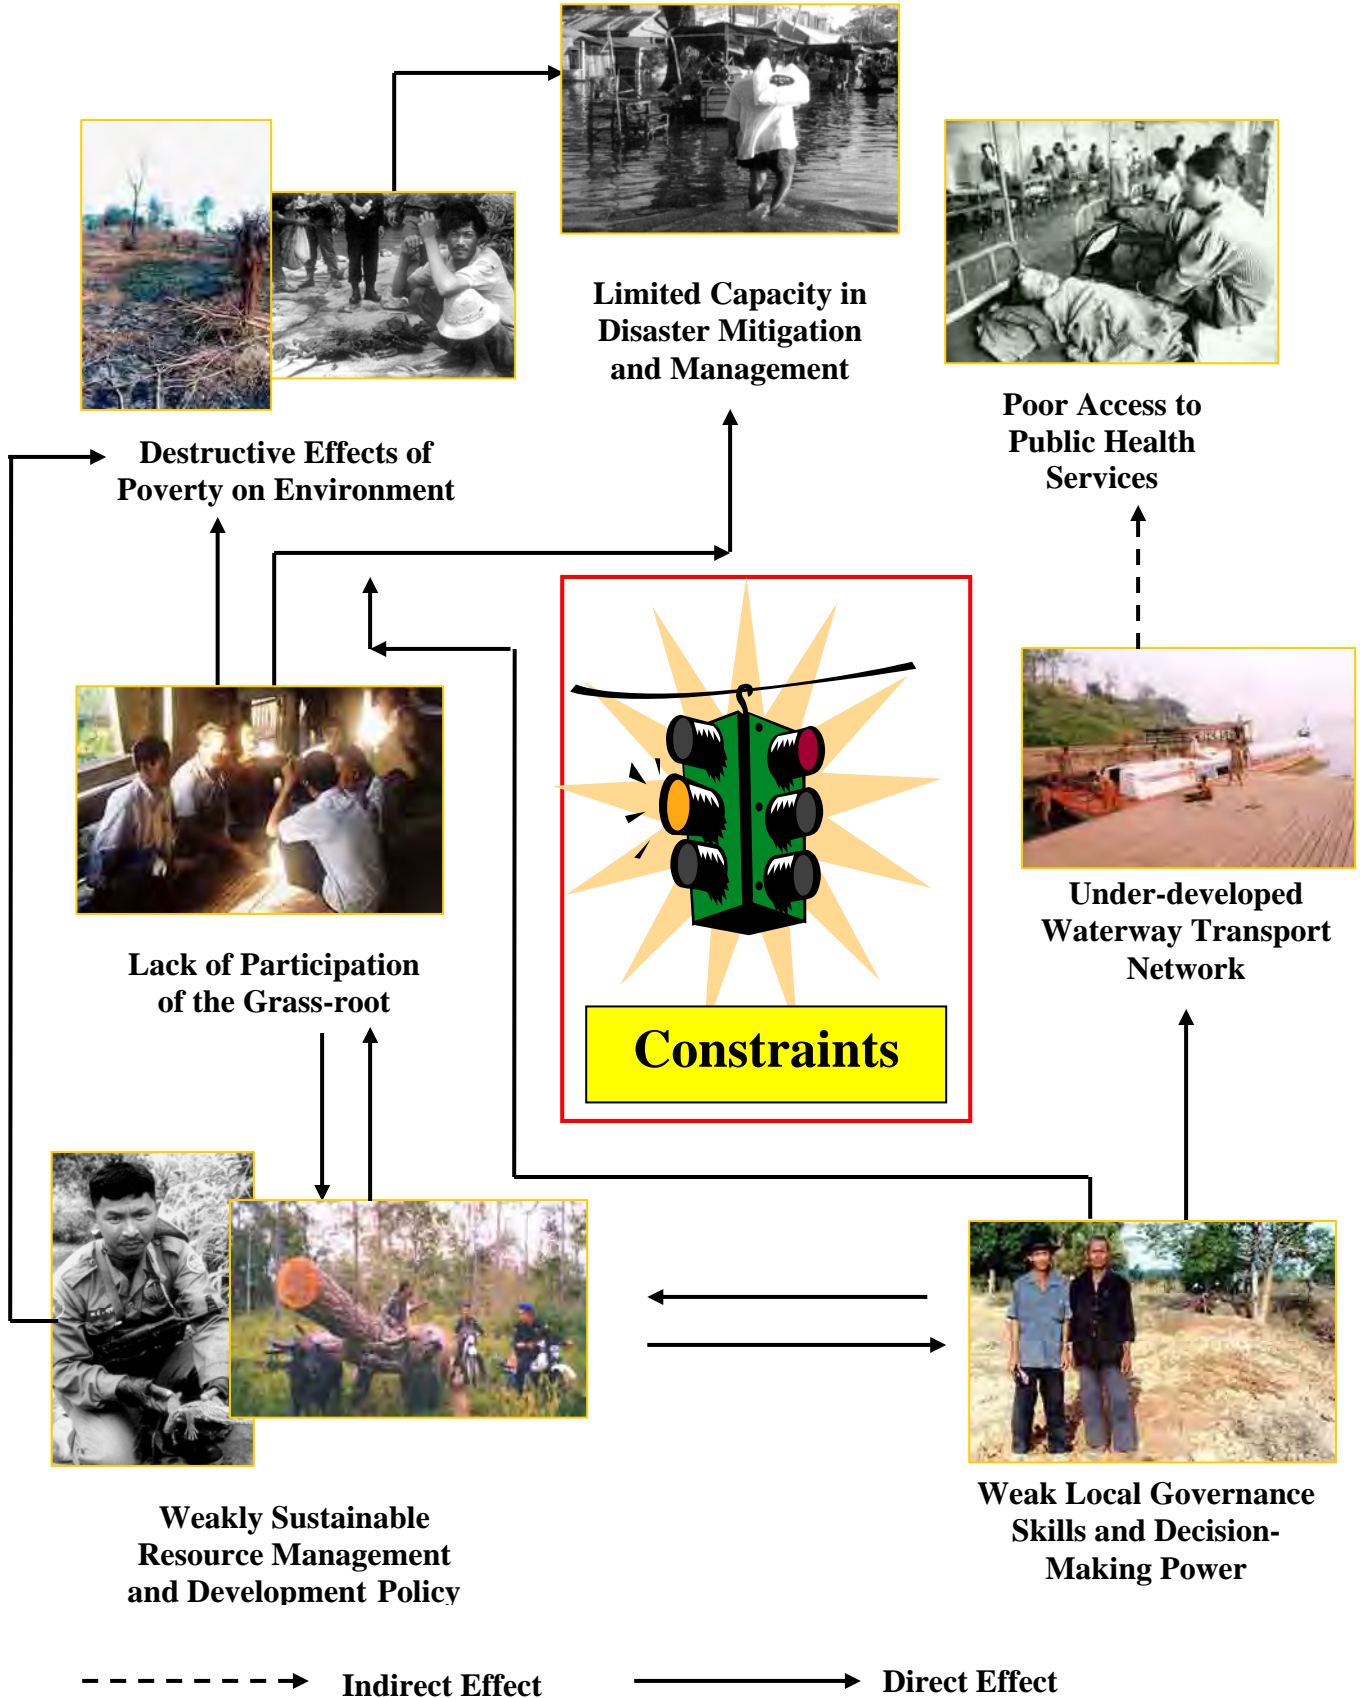 Limited Capacity in
Disaster Mitigation
and Management
Poor Access to
Public Health
Services
Destructive Effects of
Poverty on Environment
Under-developed
Waterway Transport
Network
Lack of Participation
of the Grass-root
Constraints
Weak Local Governance
Skills and Decision-
Making Power
Weakly Sustainable
Resource Management
and Development Policy
Indirect Effect
Direct Effect